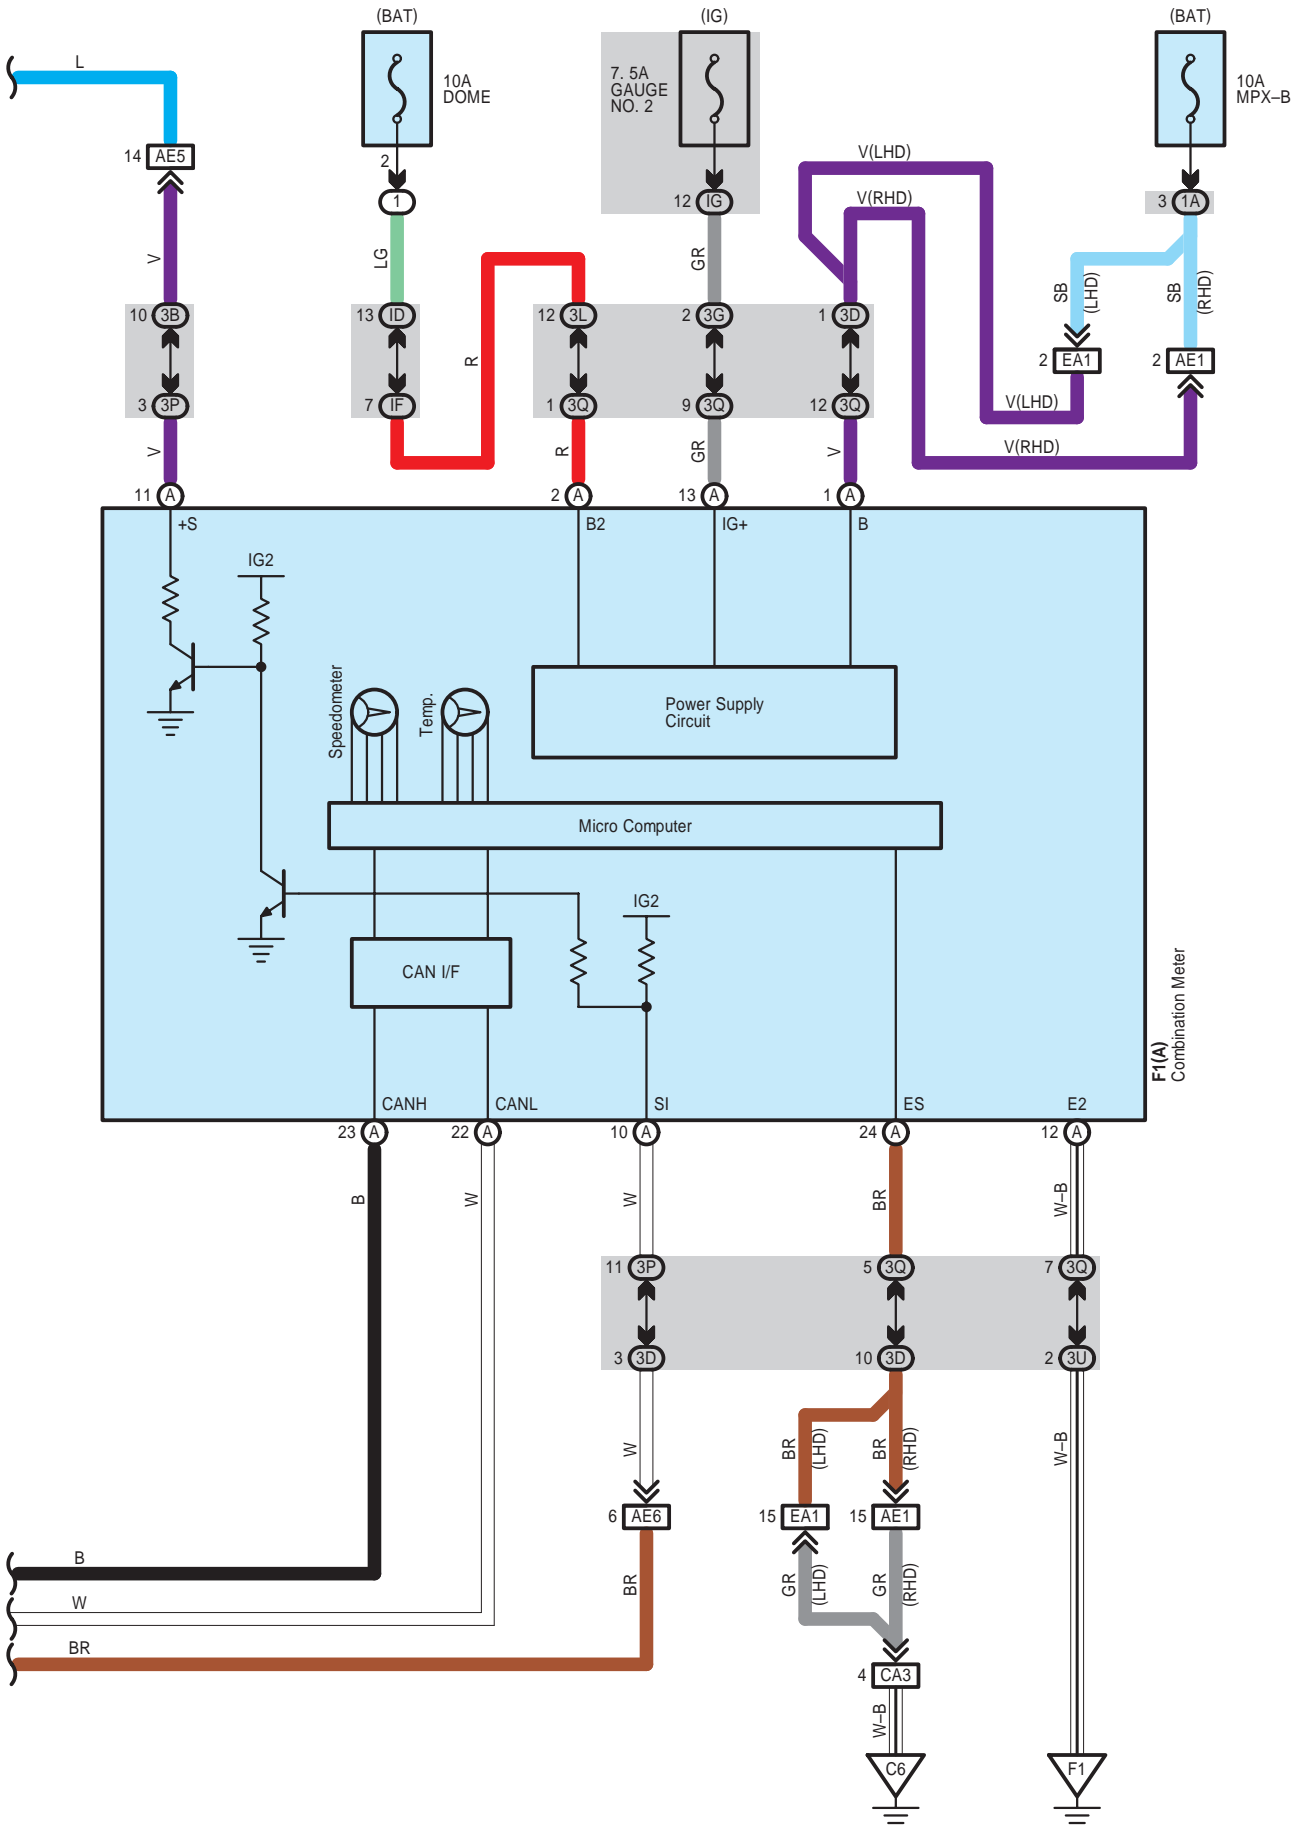 (BAT)
(IG)
(BAT)
L
10A
DOME
7. 5A
GAUGE
NO. 2
10A
MPX–B
14 AE5
2
1
12 IG
V(LHD)
V(RHD)
3 1A
V
LG
GR
SB
(LHD)
SB
(RHD)
10 3B
13 ID
12 3L
2 3G
1 3D
R
2 EA1
2 AE1
3 3P
7 IF
1 3Q
9 3Q
12 3Q
V(LHD)
V(RHD)
V
R
GR
V
11 A
2 A
13 A
1 A
+S
B2
IG+
B
IG2
Speedometer
Temp.
Power Supply
Circuit
Micro Computer
IG2
CAN I/F
F1(A)
Combination Meter
CANH
CANL
SI
ES
E2
23 A
22 A
10 A
24 A
12 A
B
W
W
BR
W–B
11 3P
5 3Q
7 3Q
3 3D
10 3D
2 3U
W
BR
(LHD)
BR
(RHD)
W–B
6 AE6
15 EA1
15 AE1
B
BR
GR
(LHD)
GR
(RHD)
W
BR
4 CA3
W–B
C6
F1